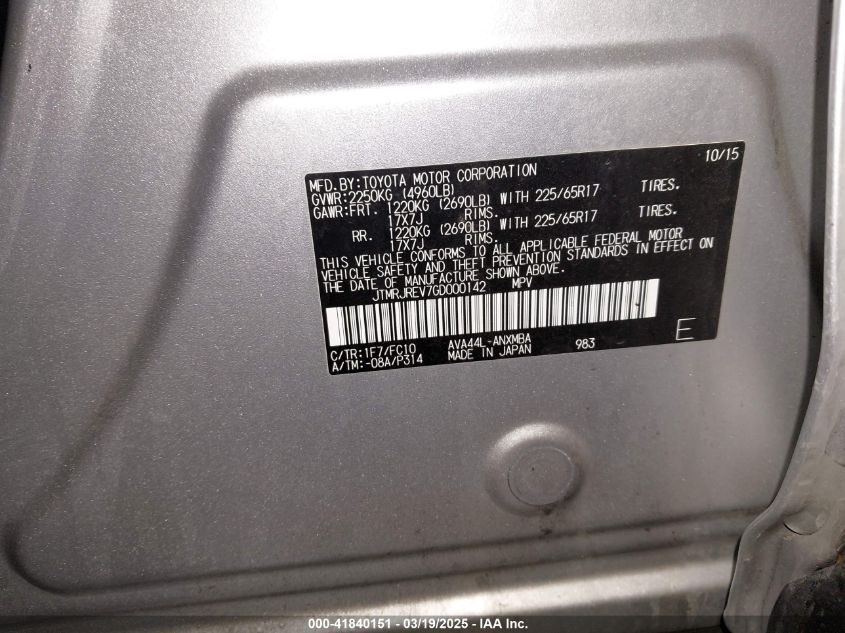 10/15
MFD.BY:TOYOTA MOTOR CORPORATION
GVWR:2250KG (4960LB)
GAWR:FRT. 1220KG (2690LB) WITH 225/65R17 TIRES.
17X7J RIMS.
RR. 1220KG (2690LB) WITH 225/65R17 TIRES.
17X7J RIMS.
THIS VEHICLE CONFORMS TO ALL APPLICABLE FEDERAL MOTOR
VEHICLE SAFETY AND THEFT PREVENTION STANDARDS IN EFFECT ON
THE DATE OF MANUFACTURE SHOWN ABOVE.
JTMRJREV7GD000142 MPV
C/TR:1F7/FC10 AVA44L-ANXMBA
A/TM:-08A/P314 MADE IN JAPAN 983 E
000-41840151 — 03/19/2025 — IAA Inc.